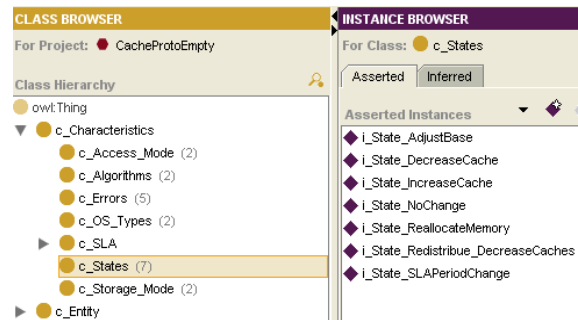 CLASS BROWSER
For Project: CacheProtoEmpty
Class Hierarchy
owl:Thing
c_Characteristics
c_Access_Mode (2)
c_Algorithms (2)
c_Errors (5)
c_OS_Types (2)
c_SLA
c_States (7)
c_Storage_Mode (2)
c_Entity
INSTANCE BROWSER
For Class: c_States
Asserted Inferred
Asserted Instances
i_State_AdjustBase
i_State_DecreaseCache
i_State_IncreaseCache
i_State_NoChange
i_State_ReallocateMemory
i_State_Redistribue_DecreaseCaches
i_State_SLAPeriodChange